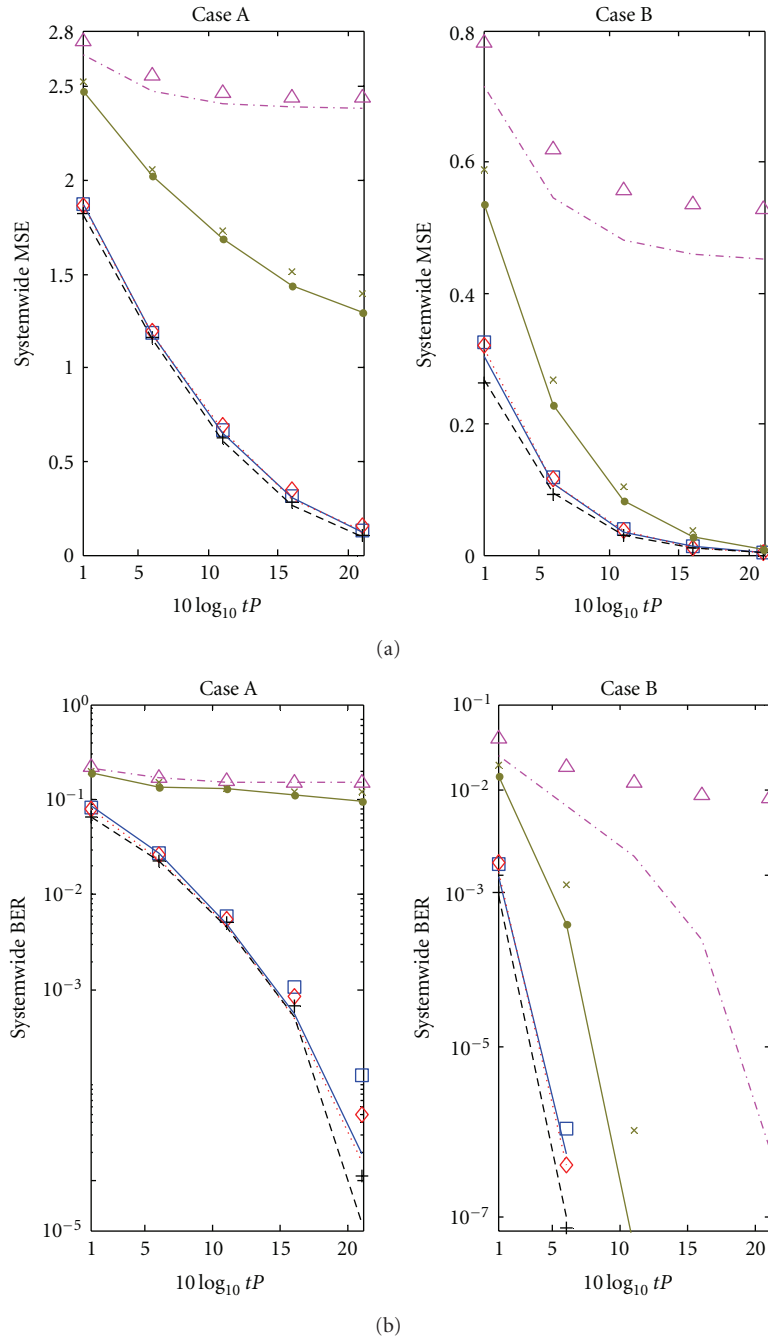 Case A
Case B
2.8
2.5
2
1.5
1
0.5
0
Systemwide MSE
1 5 10 15 20
10 log₁₀ tP
0.8
0.6
0.4
0.2
0
Systemwide MSE
1 5 10 15 20
10 log₁₀ tP
(a)
Case A
Case B
10⁰
10⁻¹
10⁻²
10⁻³
10⁻⁵
Systemwide BER
1 5 10 15 20
10 log₁₀ tP
10⁻¹
10⁻²
10⁻³
10⁻⁵
10⁻⁷
Systemwide BER
1 5 10 15 20
10 log₁₀ tP
(b)